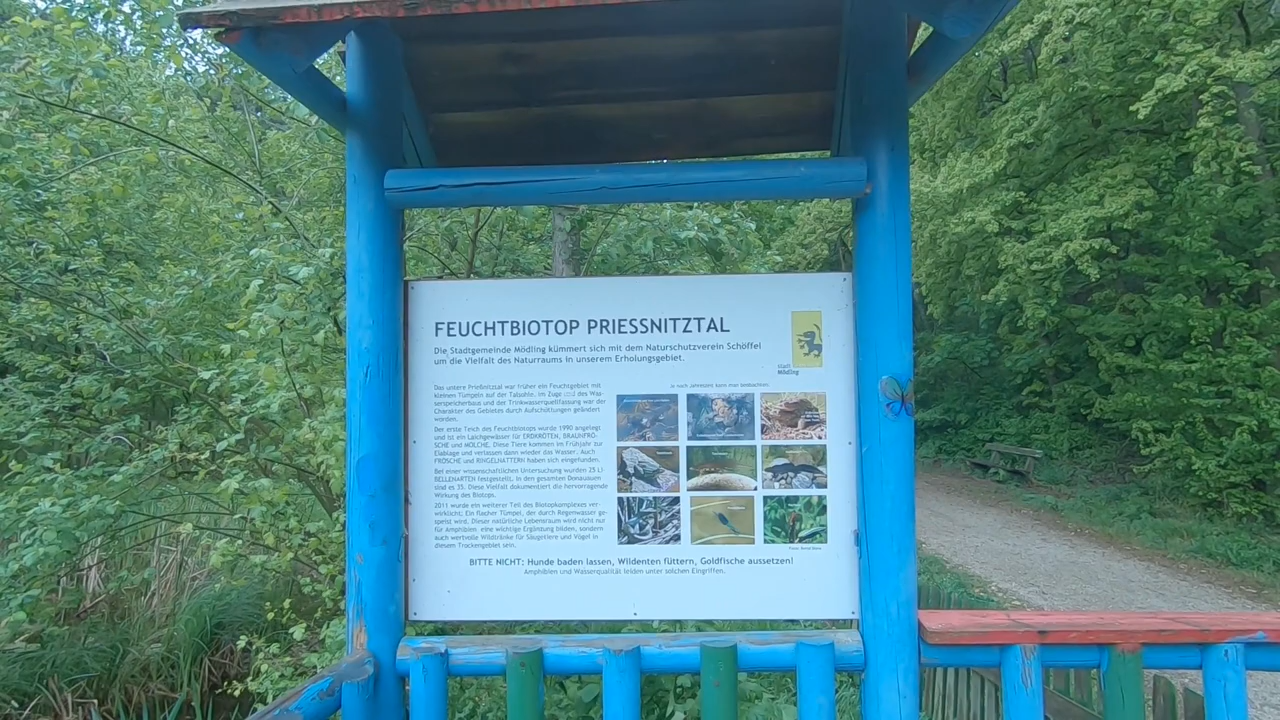 FEUCHTBIOTOP PRIESSNITZTAL
Die Stadtgemeinde Mödling kümmert sich mit dem Naturschutzverein Schöffel
um die Vielfalt des Naturraums in unserem Erholungsgebiet.
stadt
Mödling
Das untere Prießnitztal war früher ein Feuchtgebiet mit
kleinen Tümpeln auf der Talsohle. Im Zuge und des Was-
serspeicherbaus und der Trinkwasserquellfassung war der
Charakter des Gebietes durch Aufschüttungen geändert
worden.
Der erste Teich des Feuchtbiotops wurde 1990 angelegt
und ist ein Laichgewässer für ERDKRÖTEN, BRAUNFRÖ-
SCHE und MOLCHE. Diese Tiere kommen im Frühjahr zur
Eiablage und verlassen dann wieder das Wasser. Auch
FRÖSCHE und RINGELNATTERN haben sich eingefunden.
Bei einer wissenschaftlichen Untersuchung wurden 25 LI-
BELLENARTEN festgestellt, in den gesamten Donauauen
sind es 35. Diese Vielfalt dokumentiert die hervorragende
Wirkung des Biotops.
2011 wurde ein weiterer Teil des Biotopkomplexes ver-
wirklicht: Ein flacher Tümpel, der durch Regenwasser ge-
speist wird. Dieser natürliche Lebensraum wird nicht nur
für Amphibien, eine wichtige Ergänzung bilden, sondern
auch wertvolle Wildtränke für Säugetiere und Vögel in
diesem Trockengebiet sein.
Je nach Jahreszeit kann man beobachten:
BITTE NICHT: Hunde baden lassen, Wildenten füttern, Goldfische aussetzen!
Amphibien und Wasserqualität leiden unter solchen Eingriffen.